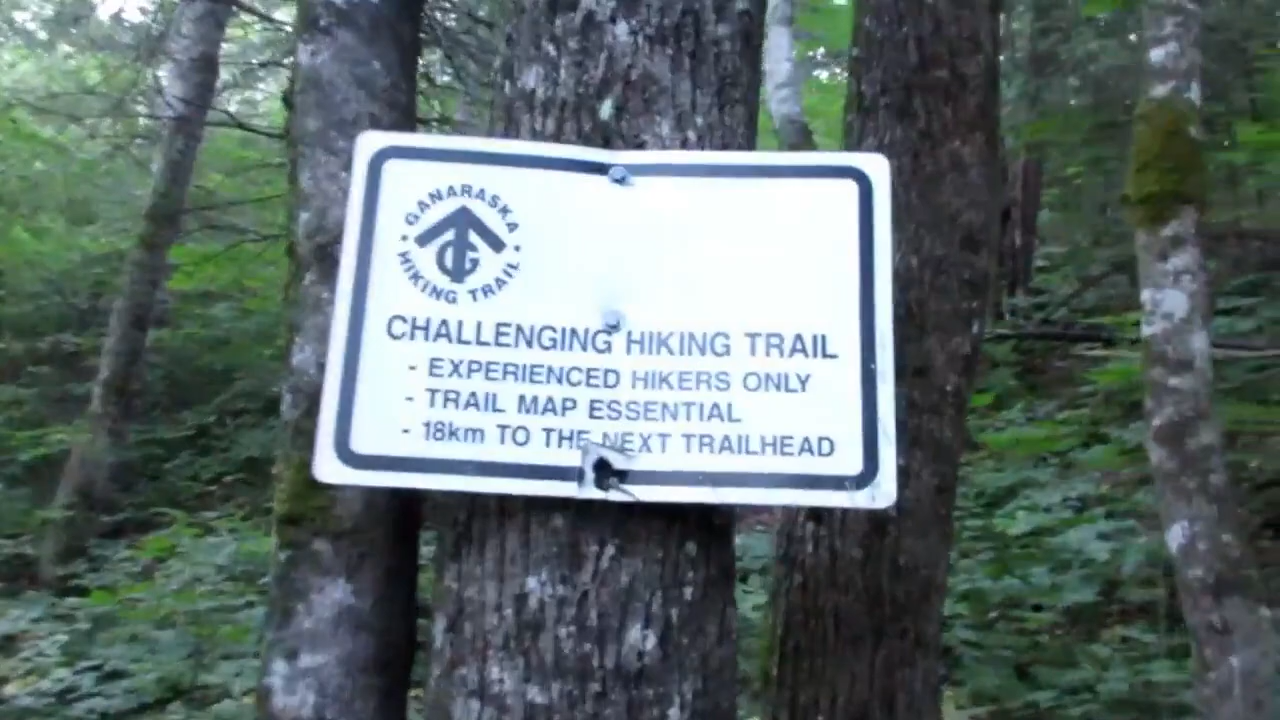 GANARASKA
HIKING TRAIL
CHALLENGING HIKING TRAIL
- EXPERIENCED HIKERS ONLY
- TRAIL MAP ESSENTIAL
- 18km TO THE NEXT TRAILHEAD